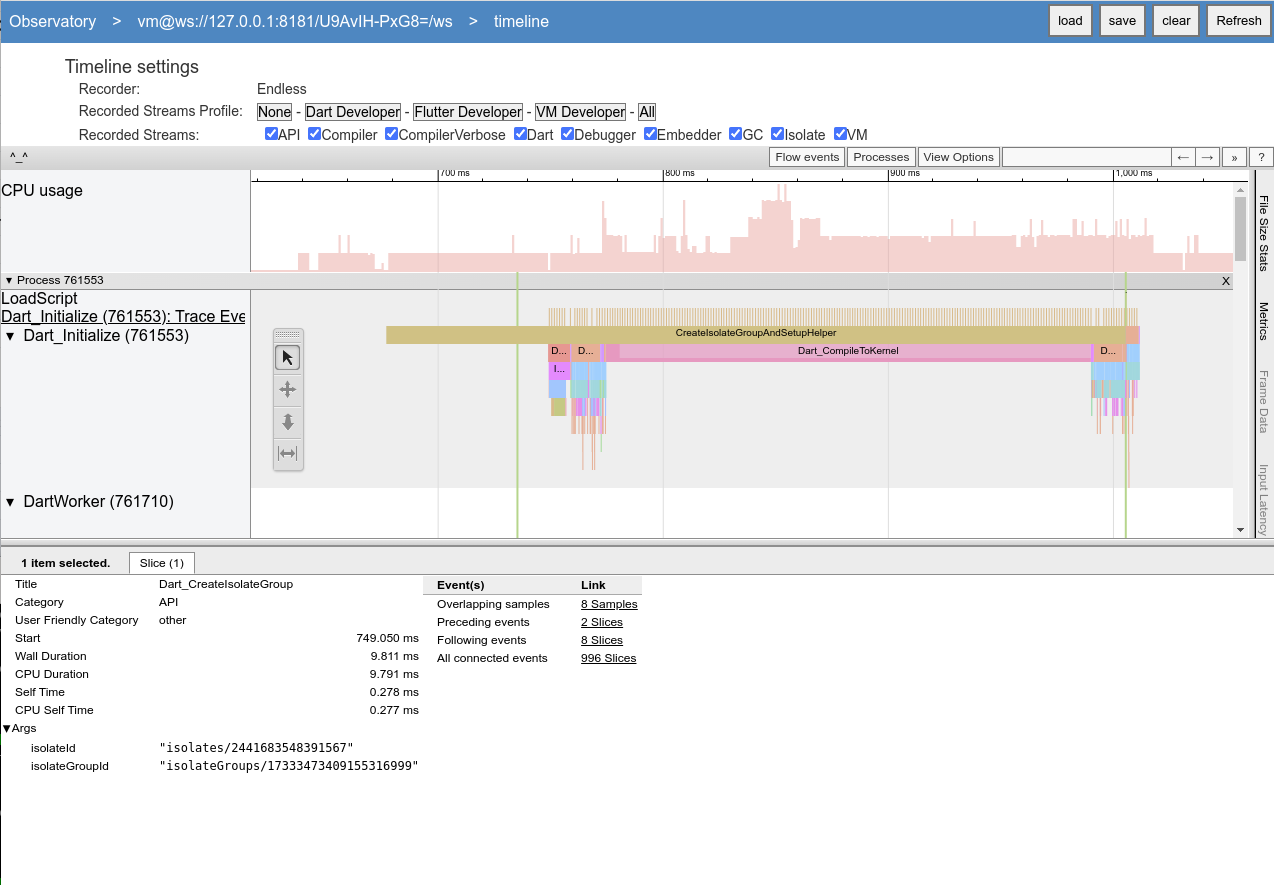 Observatory > vm@ws://127.0.0.1:8181/U9AvIH-PxG8=/ws > timeline load save clear Refresh
Timeline settings
Recorder: Endless
Recorded Streams Profile: None - Dart Developer - Flutter Developer - VM Developer - All
Recorded Streams: API Compiler CompilerVerbose Dart Debugger Embedder GC Isolate VM
^_^ Flow events Processes View Options ← → » ?
700 ms 800 ms 900 ms 1,000 ms
CPU usage
▼ Process 761553 X
LoadScript
Dart_Initialize (761553): Trace Eve
▼ Dart_Initialize (761553)
CreateIsolateGroupAndSetupHelper
D... D... Dart_CompileToKernel D...
I...
▼ DartWorker (761710)
File Size Stats
Metrics
Frame Data
Input Latency
1 item selected. Slice (1)
Title Dart_CreateIsolateGroup
Category API
User Friendly Category other
Start 749.050 ms
Wall Duration 9.811 ms
CPU Duration 9.791 ms
Self Time 0.278 ms
CPU Self Time 0.277 ms
▼Args
isolateId "isolates/2441683548391567"
isolateGroupId "isolateGroups/17333473409155316999"
Event(s) Link
Overlapping samples 8 Samples
Preceding events 2 Slices
Following events 8 Slices
All connected events 996 Slices